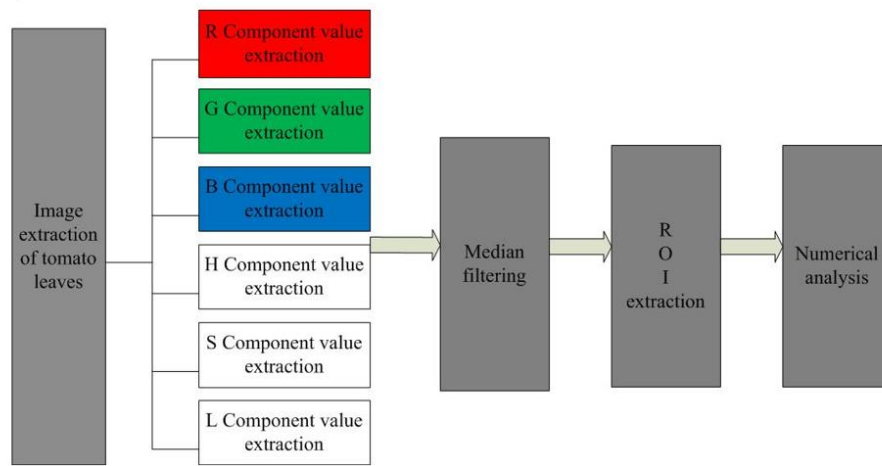 Image
extraction
of tomato
leaves
R Component value
extraction
G Component value
extraction
B Component value
extraction
H Component value
extraction
S Component value
extraction
L Component value
extraction
Median
filtering
R
O
I
extraction
Numerical
analysis